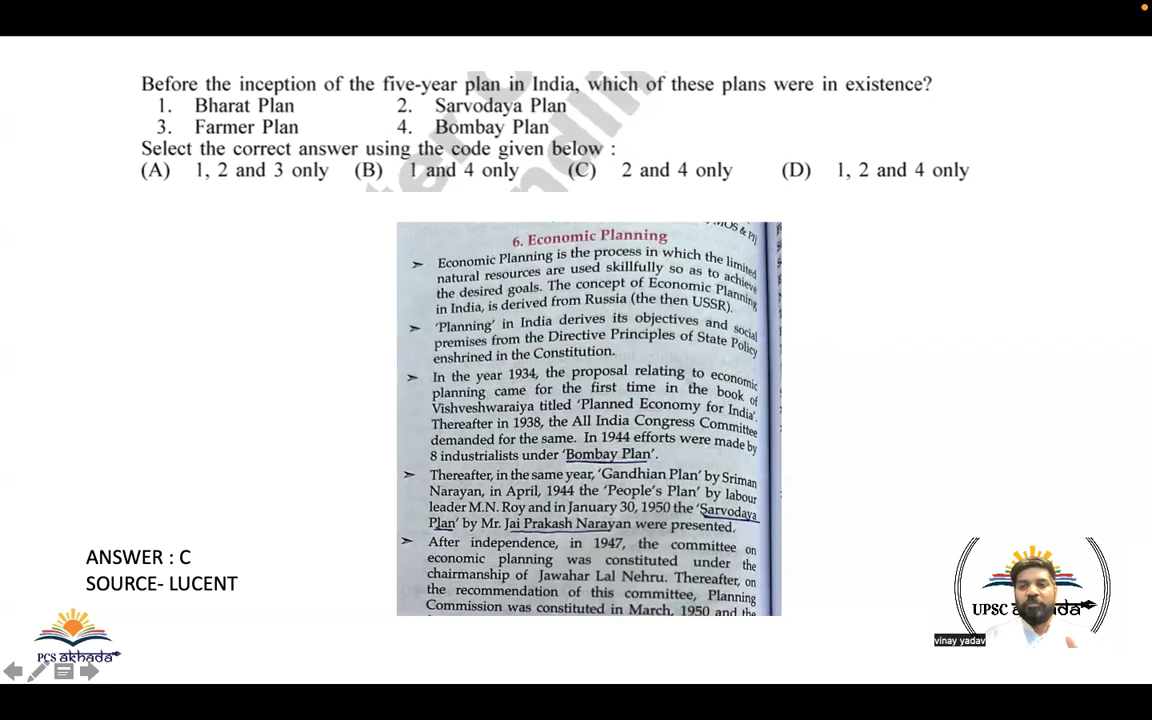 Before the inception of the five-year plan in India, which of these plans were in existence?
1. Bharat Plan 2. Sarvodaya Plan
3. Farmer Plan 4. Bombay Plan
Select the correct answer using the code given below :
(A) 1, 2 and 3 only (B) 1 and 4 only (C) 2 and 4 only (D) 1, 2 and 4 only
6. Economic Planning
➢ Economic Planning is the process in which the limited
natural resources are used skillfully so as to achieve
the desired goals. The concept of Economic Planning
in India, is derived from Russia (the then USSR).
➢ 'Planning' in India derives its objectives and social
premises from the Directive Principles of State Policy
enshrined in the Constitution.
➢ In the year 1934, the proposal relating to economic
planning came for the first time in the book of
Vishveshwaraiya titled 'Planned Economy for India'.
Thereafter in 1938, the All India Congress Committee
demanded for the same. In 1944 efforts were made by
8 industrialists under 'Bombay Plan'.
➢ Thereafter, in the same year, 'Gandhian Plan' by Sriman
Narayan, in April, 1944 the 'People's Plan' by labour
leader M.N. Roy and in January 30, 1950 the 'Sarvodaya
Plan' by Mr. Jai Prakash Narayan were presented.
➢ After independence, in 1947, the committee on
economic planning was constituted under the
chairmanship of Jawahar Lal Nehru. Thereafter, on
the recommendation of this committee, Planning
Commission was constituted in March, 1950 and the
ANSWER : C
SOURCE- LUCENT
PCS akhada
UPSC
vinay yadav